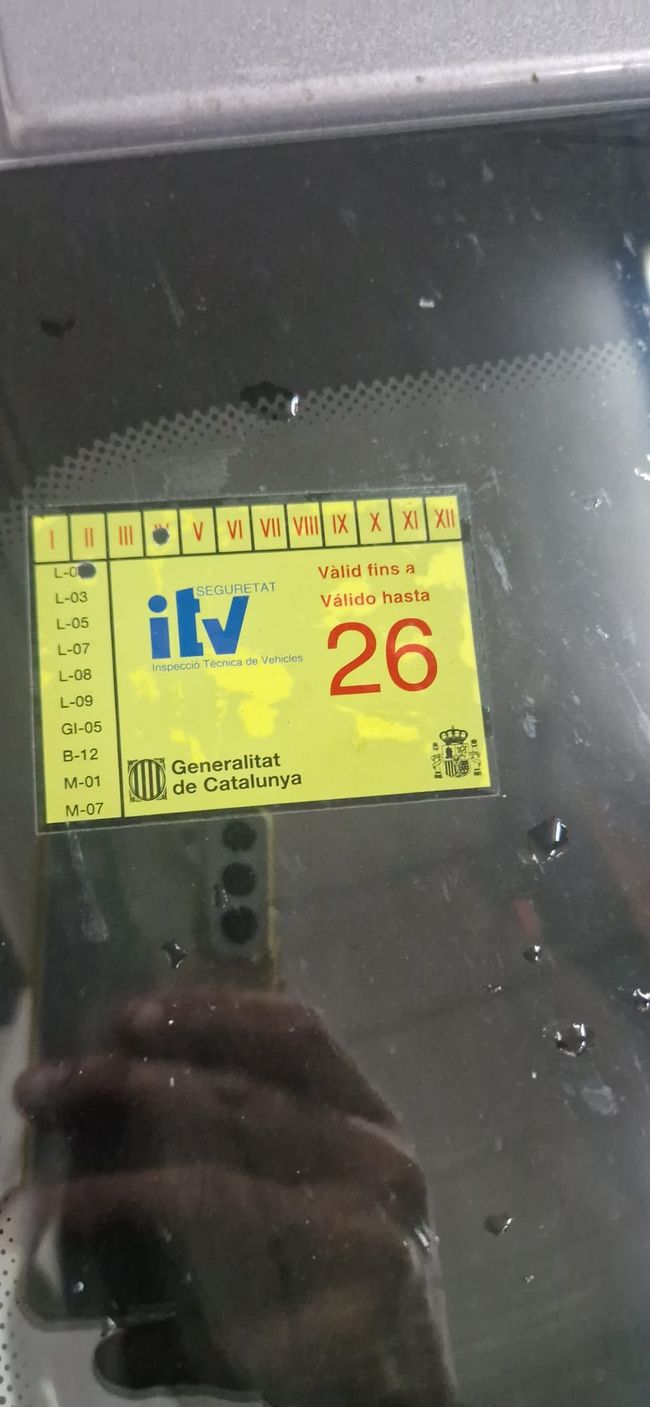 I II III V VI VII VIII IX X XI XII
L-03
L-05
L-07
L-08
L-09
GI-05
B-12
M-01
M-07
SEGURETAT
itv
Inspecció Tècnica de Vehicles
Vàlid fins a
Válido hasta
26
Generalitat
de Catalunya